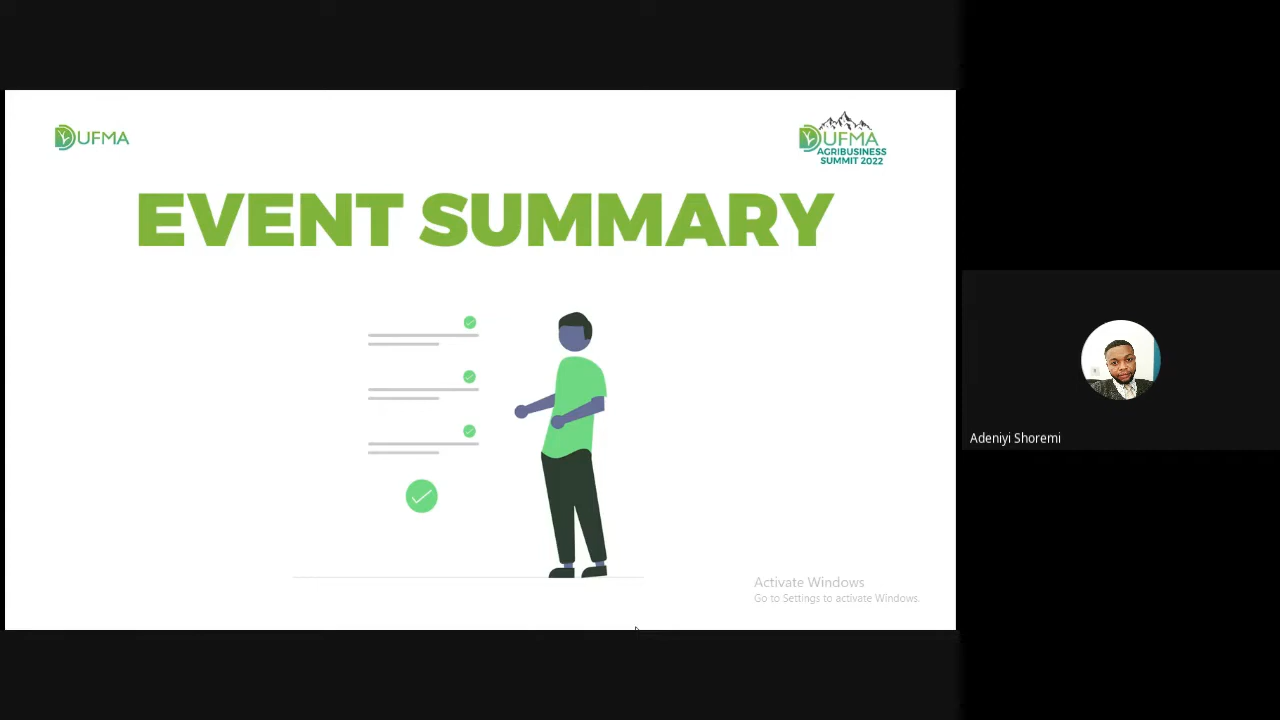 DUFMA
DUFMA
AGRIBUSINESS
SUMMIT 2022
EVENT SUMMARY
Adeniyi Shoremi
Activate Windows
Go to Settings to activate Windows.